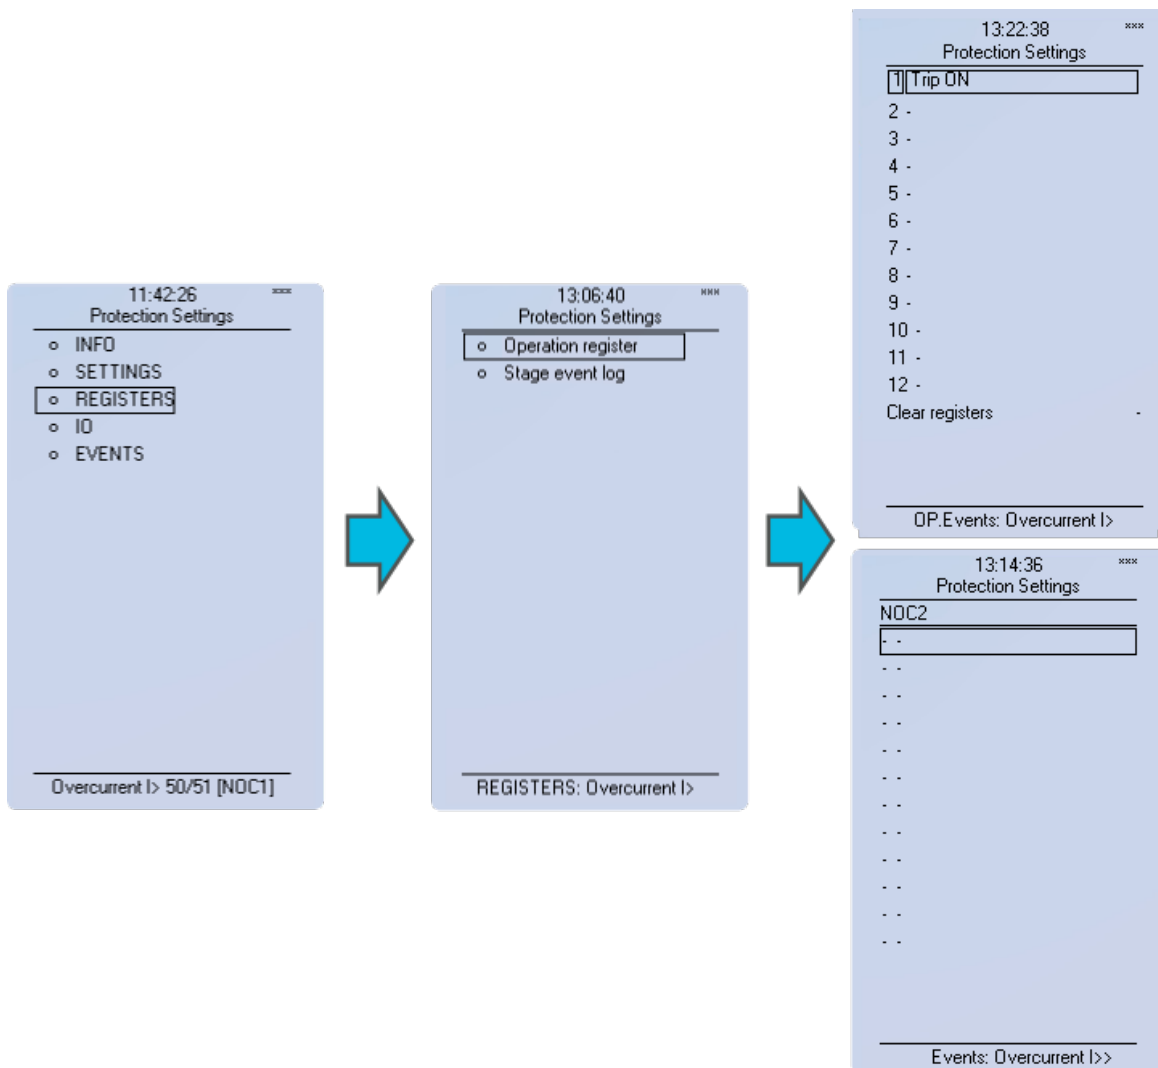 11:42:26 ***
Protection Settings
INFO
SETTINGS
REGISTERS
IO
EVENTS
Overcurrent I> 50/51 [NOC1]
13:06:40 ***
Protection Settings
Operation register
Stage event log
REGISTERS: Overcurrent I>
13:22:38 ***
Protection Settings
1 Trip ON
2 -
3 -
4 -
5 -
6 -
7 -
8 -
9 -
10 -
11 -
12 -
Clear registers -
OP.Events: Overcurrent I>
13:14:36 ***
Protection Settings
NOC2
- -
- -
- -
- -
- -
- -
- -
- -
- -
- -
- -
- -
Events: Overcurrent I>>